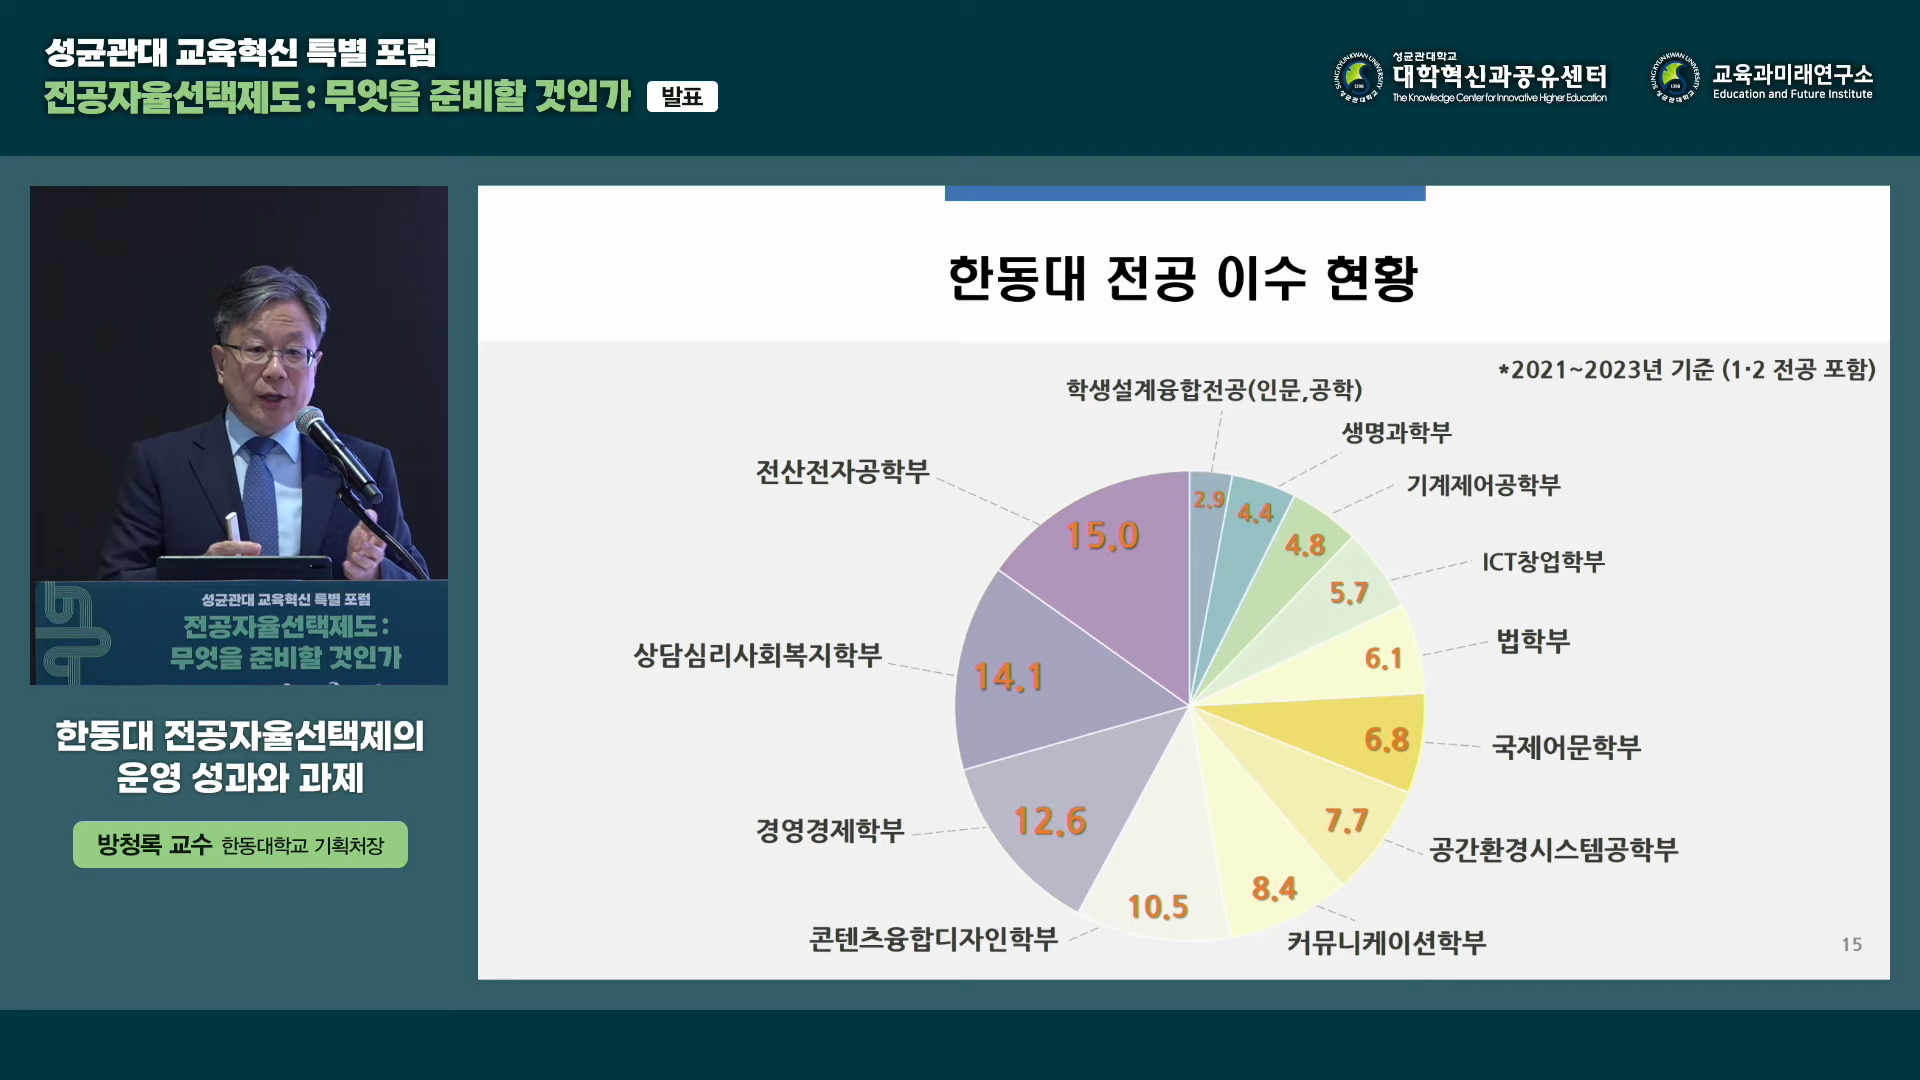 성균관대 교육혁신 특별 포럼
전공자율선택제도 : 무엇을 준비할 것인가 발표
성균관대학교
대학혁신과공유센터
The Knowledge Center for Innovative Higher Education
교육과미래연구소
Education and Future Institute
성균관대 교육혁신 특별 포럼
전공자율선택제도 :
무엇을 준비할 것인가
한동대 전공자율선택제의
운영 성과와 과제
방청록 교수 한동대학교 기획처장
한동대 전공 이수 현황
*2021~2023년 기준 (1·2 전공 포함)
학생설계융합전공(인문,공학)
2.9
생명과학부
4.4
기계제어공학부
4.8
ICT창업학부
5.7
법학부
6.1
국제어문학부
6.8
공간환경시스템공학부
7.7
커뮤니케이션학부
8.4
콘텐츠융합디자인학부
10.5
경영경제학부
12.6
상담심리사회복지학부
14.1
전산전자공학부
15.0
15